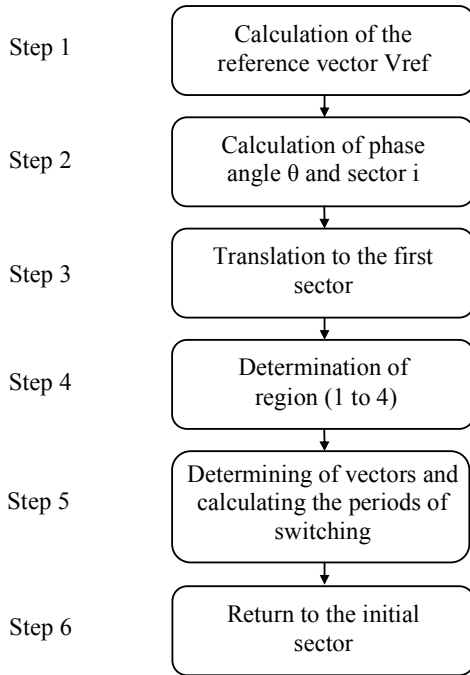 Step 1
Calculation of the
reference vector Vref
Step 2
Calculation of phase
angle θ and sector i
Step 3
Translation to the first
sector
Step 4
Determination of
region (1 to 4)
Step 5
Determining of vectors and
calculating the periods of
switching
Step 6
Return to the initial
sector